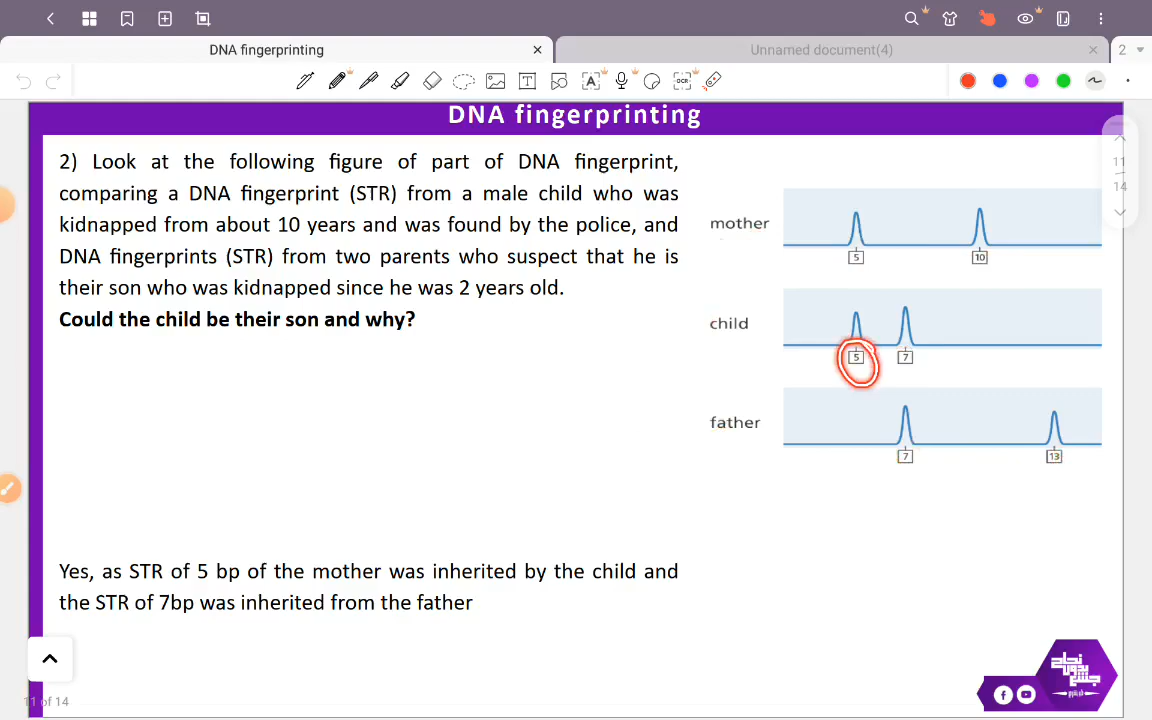 DNA fingerprinting
Unnamed document(4)
2
DNA fingerprinting
2) Look at the following figure of part of DNA fingerprint,
comparing a DNA fingerprint (STR) from a male child who was
kidnapped from about 10 years and was found by the police, and
DNA fingerprints (STR) from two parents who suspect that he is
their son who was kidnapped since he was 2 years old.
Could the child be their son and why?
mother
5
10
child
5
7
father
7
13
Yes, as STR of 5 bp of the mother was inherited by the child and
the STR of 7bp was inherited from the father
11
14
11 of 14